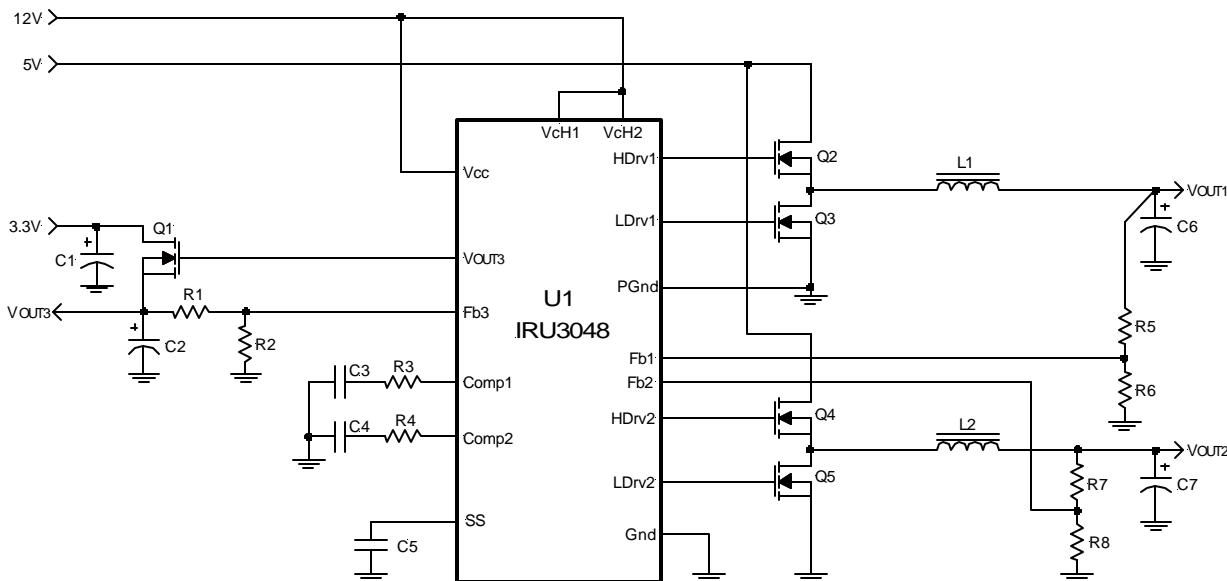 12V
5V
VcH1
VcH2
HDrv1
Q2
L1
Vcc
VOUT1
LDrv1
Q3
C6
3.3V
Q1
C1
VOUT3
PGnd
U1
IRU3048
VOUT3
R1
Fb3
R5
C2
R2
Fb1
C3
R3
Comp1
Fb2
R6
C4
R4
Comp2
HDrv2
Q4
L2
VOUT2
LDrv2
Q5
R7
C7
SS
C5
Gnd
R8